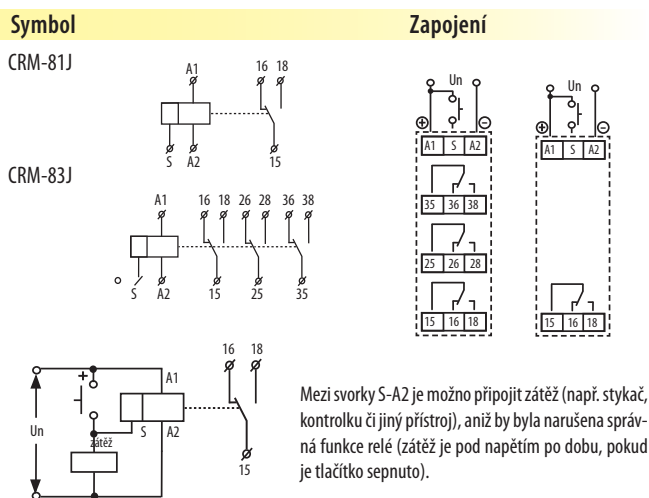 Symbol
Zapojení
CRM-81J
A1
16 18
S A2
15
CRM-83J
A1
16 18 26 28 36 38
S A2
15 25 35
Un
A1 S A2
35 36 38
25 26 28
15 16 18
Un
A1 S A2
15 16 18
+
A1
16 18
Un
S A2
zátěž
15
Mezi svorky S-A2 je možno připojit zátěž (např. stykač,
kontrolku či jiný přístroj), aniž by byla narušena správ-
ná funkce relé (zátěž je pod napětím po dobu, pokud
je tlačítko sepnuto).